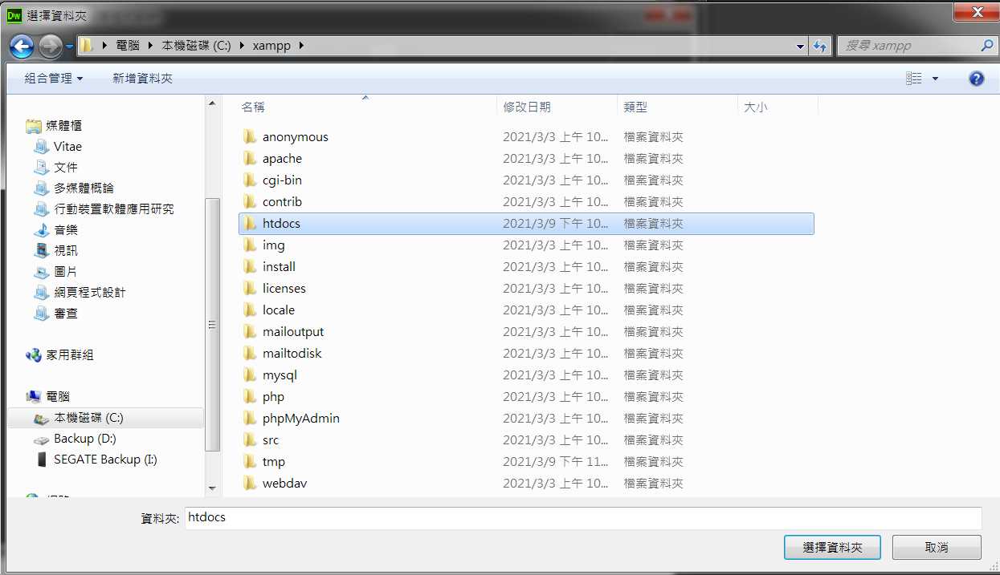 Dw 選擇資料夾
電腦 本機磁碟 (C:) xampp 搜尋 xampp
組合管理 新增資料夾
媒體櫃
Vitae
文件
多媒體概論
行動裝置軟體應用研究
音樂
視訊
圖片
網頁程式設計
審查
家用群組
電腦
本機磁碟 (C:)
Backup (D:)
SEGATE Backup (I:)
名稱 修改日期 類型 大小
anonymous 2021/3/3 上午 10... 檔案資料夾
apache 2021/3/3 上午 10... 檔案資料夾
cgi-bin 2021/3/3 上午 10... 檔案資料夾
contrib 2021/3/3 上午 10... 檔案資料夾
htdocs 2021/3/9 下午 10... 檔案資料夾
img 2021/3/3 上午 10... 檔案資料夾
install 2021/3/3 上午 10... 檔案資料夾
licenses 2021/3/3 上午 10... 檔案資料夾
locale 2021/3/3 上午 10... 檔案資料夾
mailoutput 2021/3/3 上午 10... 檔案資料夾
mailtodisk 2021/3/3 上午 10... 檔案資料夾
mysql 2021/3/3 上午 10... 檔案資料夾
php 2021/3/3 上午 10... 檔案資料夾
phpMyAdmin 2021/3/3 上午 10... 檔案資料夾
src 2021/3/3 上午 10... 檔案資料夾
tmp 2021/3/9 下午 11... 檔案資料夾
webdav 2021/3/3 上午 10... 檔案資料夾
資料夾: htdocs
選擇資料夾 取消